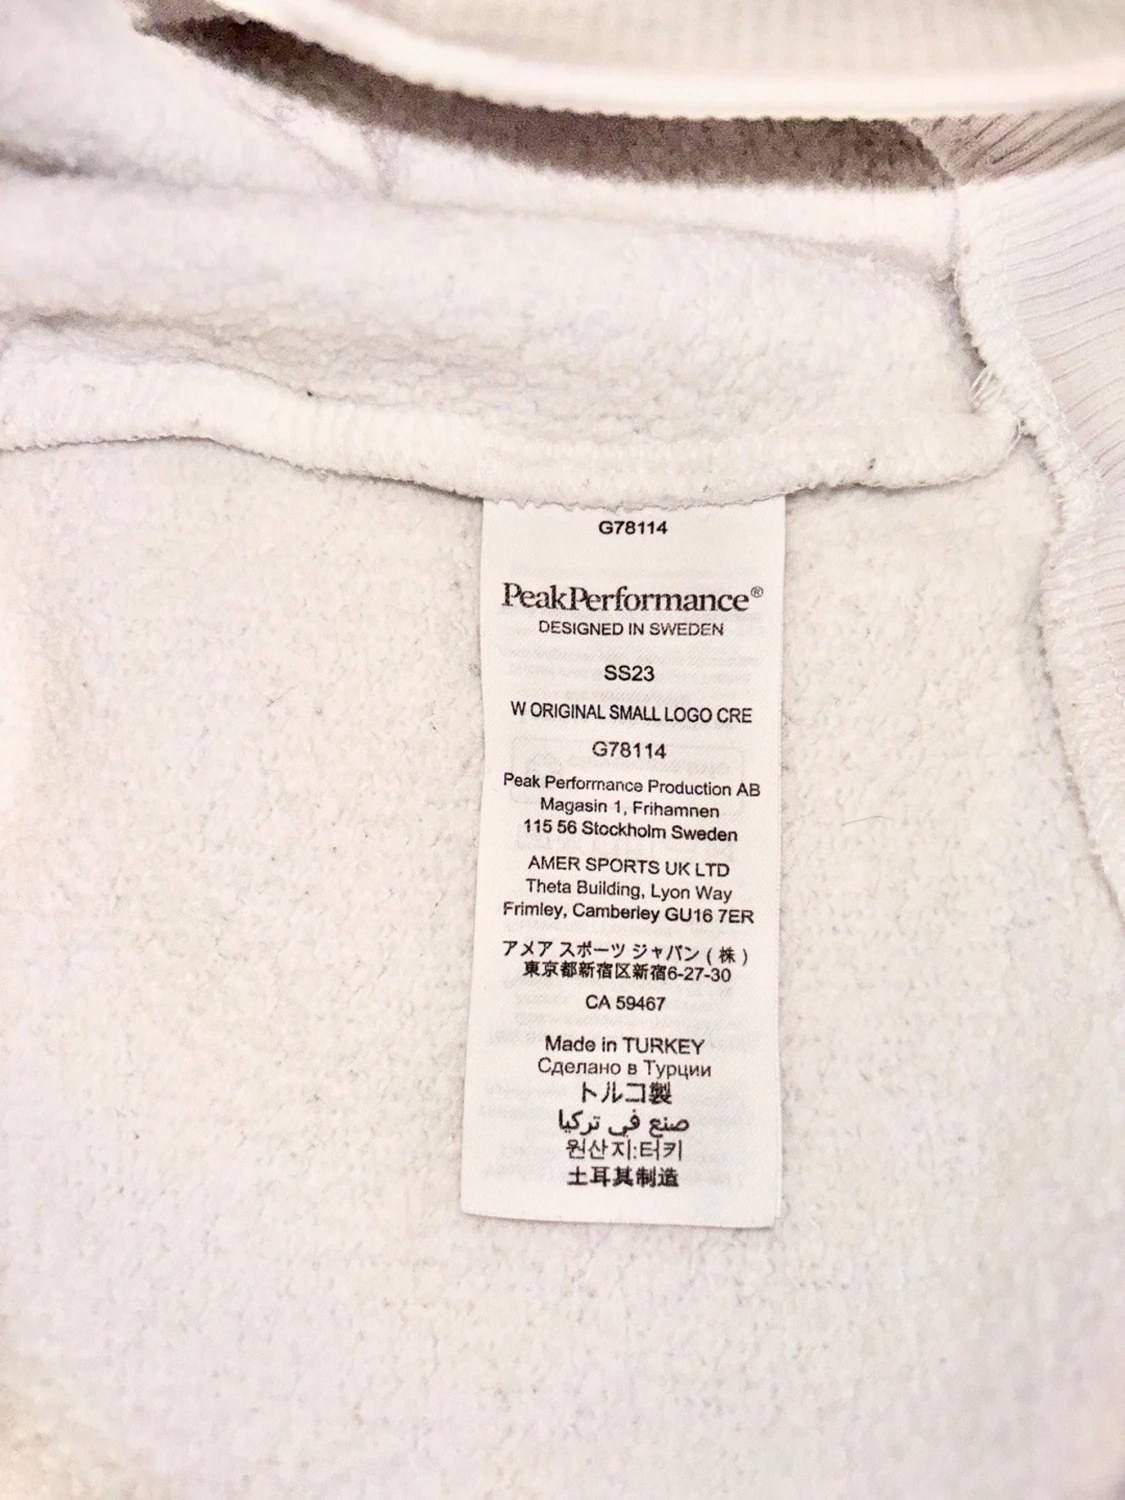 G78114
PeakPerformance®
DESIGNED IN SWEDEN
SS23
W ORIGINAL SMALL LOGO CRE
G78114
Peak Performance Production AB
Magasin 1, Frihamnen
115 56 Stockholm Sweden
AMER SPORTS UK LTD
Theta Building, Lyon Way
Frimley, Camberley GU16 7ER
アメア スポーツ ジャパン ( 株 )
東京都新宿区新宿6-27-30
CA 59467
Made in TURKEY
Сделано в Турции
トルコ製
صنع في تركيا
원산지:터키
土耳其制造